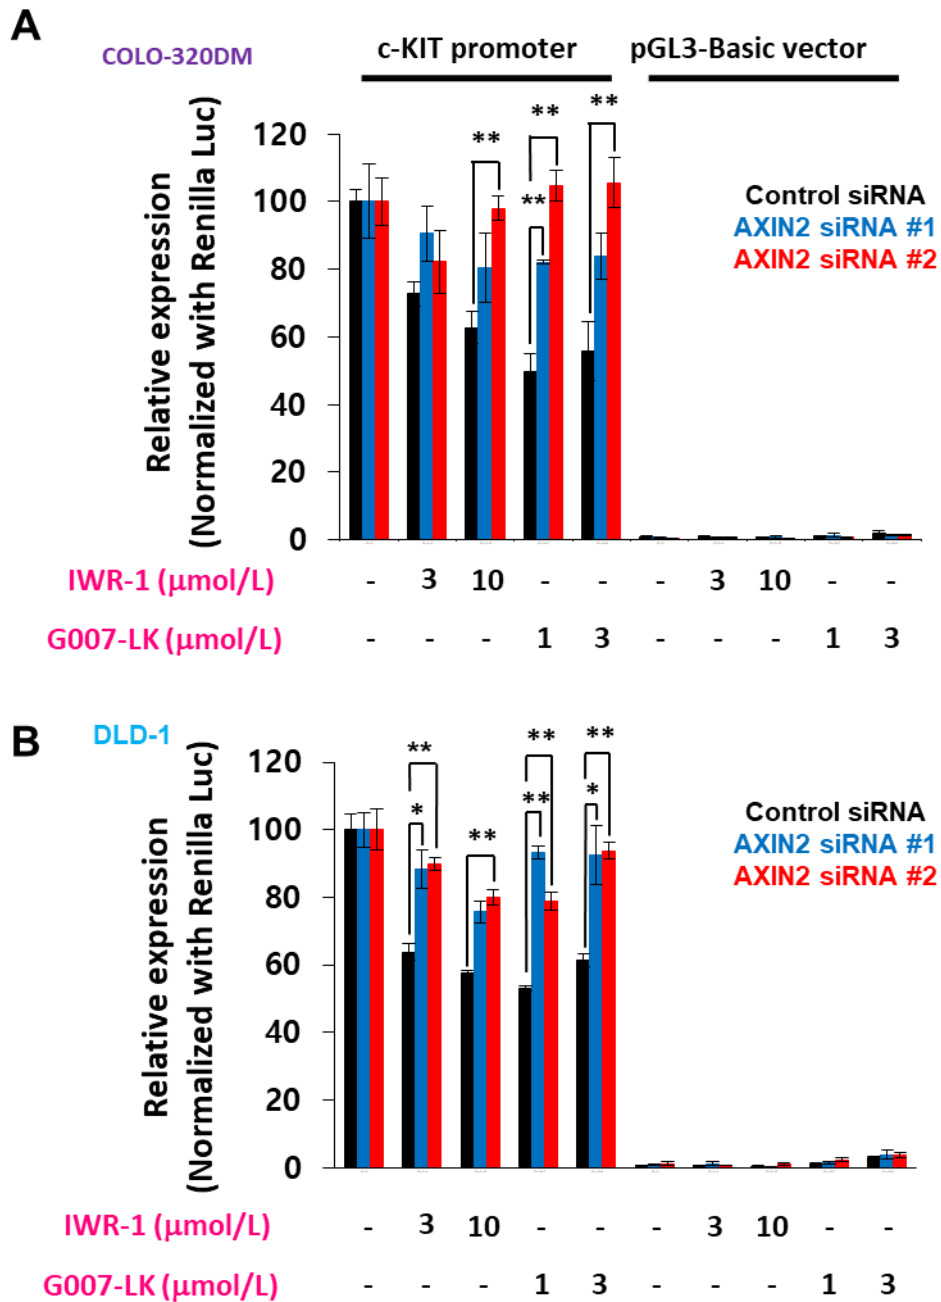 A
COLO-320DM
c-KIT promoter
pGL3-Basic vector
Relative expression
(Normalized with Renilla Luc)
120
100
80
60
40
20
0
**
**
**
**
Control siRNA
AXIN2 siRNA #1
AXIN2 siRNA #2
IWR-1 (μmol/L) - 3 10 - - - 3 10 - -
G007-LK (μmol/L) - - - 1 3 - - - 1 3
B
DLD-1
Relative expression
(Normalized with Renilla Luc)
120
100
80
60
40
20
0
**
*
**
**
**
**
*
Control siRNA
AXIN2 siRNA #1
AXIN2 siRNA #2
IWR-1 (μmol/L) - 3 10 - - - 3 10 - -
G007-LK (μmol/L) - - - 1 3 - - - 1 3